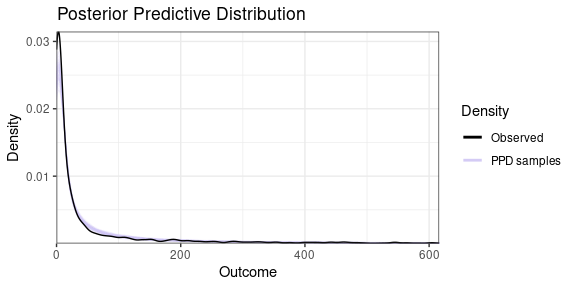 Posterior Predictive Distribution
0.03
0.02
0.01
Density
0 200 400 600
Outcome
Density
Observed
PPD samples